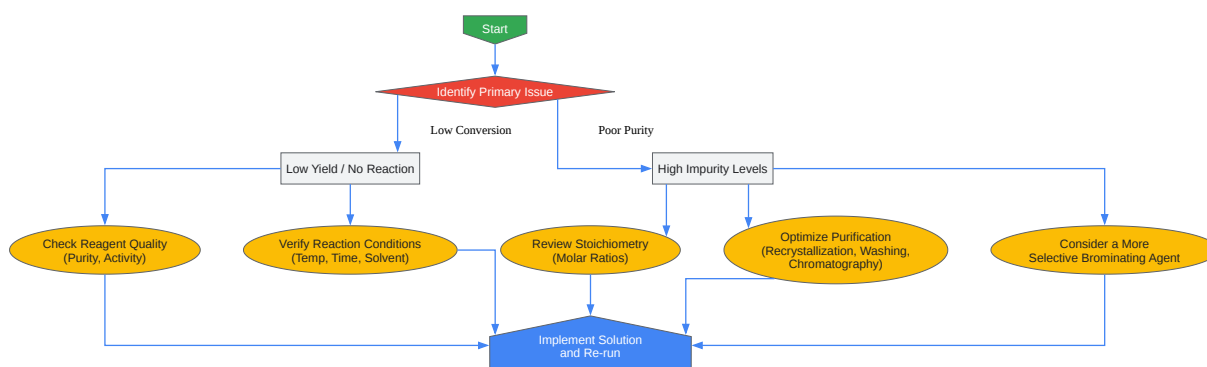 Start
Identify Primary Issue
Low Conversion
Poor Purity
Low Yield / No Reaction
High Impurity Levels
Check Reagent Quality
(Purity, Activity)
Verify Reaction Conditions
(Temp, Time, Solvent)
Review Stoichiometry
(Molar Ratios)
Optimize Purification
(Recrystallization, Washing,
Chromatography)
Consider a More
Selective Brominating Agent
Implement Solution
and Re-run